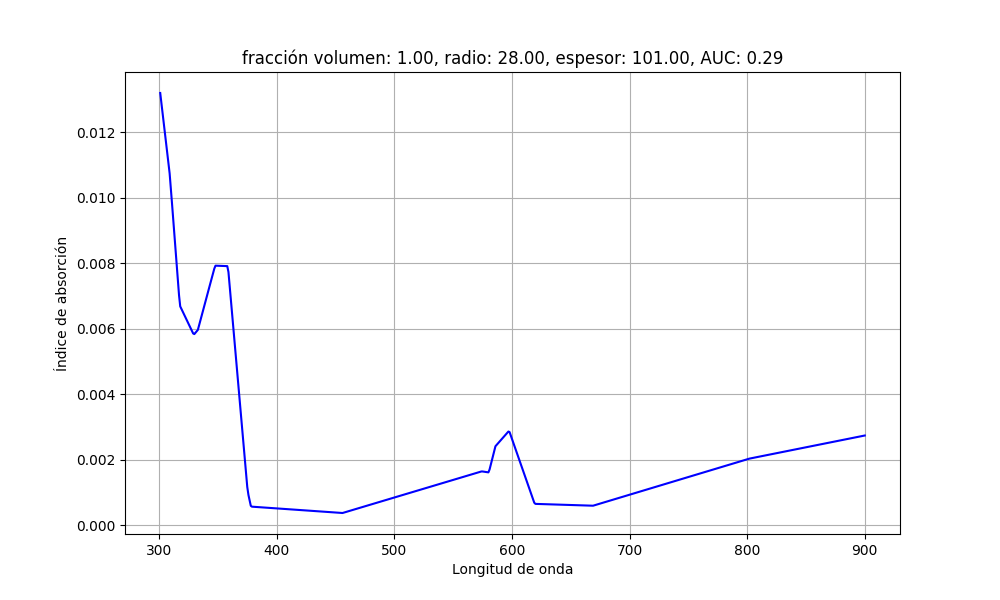 fracción volumen: 1.00, radio: 28.00, espesor: 101.00, AUC: 0.29
Índice de absorción
0.012
0.010
0.008
0.006
0.004
0.002
0.000
300 400 500 600 700 800 900
Longitud de onda